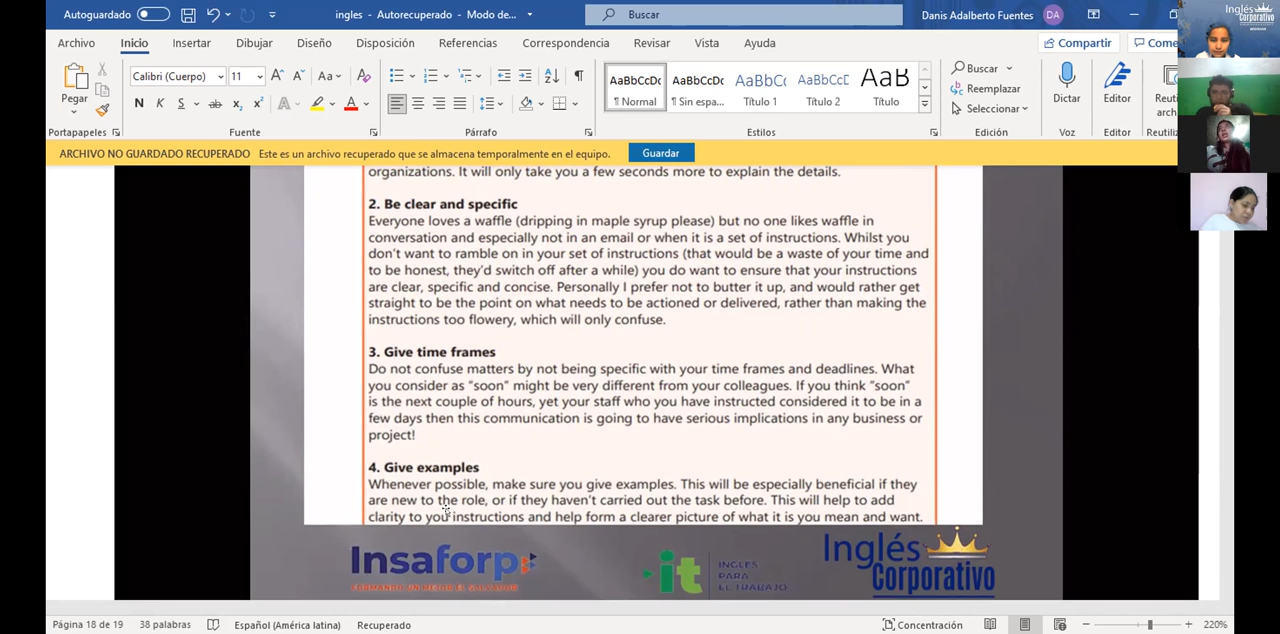 Autoguardado
ingles - Autorecuperado - Modo de...
Buscar
Danis Adalberto Fuentes
DA
Inglés
Corporativo
Archivo
Inicio
Insertar
Dibujar
Diseño
Disposición
Referencias
Correspondencia
Revisar
Vista
Ayuda
Compartir
Come
Pegar
Calibri (Cuerpo)
11
Aa
N K S ab x₂ x² A A
AaBbCcDc
¶ Normal
AaBbCcDc
¶ Sin espa...
AaBbCc
Título 1
AaBbCcD
Título 2
AaB
Título
Buscar
Reemplazar
Seleccionar
Dictar
Editor
Reuti
arch
Portapapeles
Fuente
Párrafo
Estilos
Edición
Voz
Editor
Reutiliz
ARCHIVO NO GUARDADO RECUPERADO Este es un archivo recuperado que se almacena temporalmente en el equipo.
Guardar
organizations. It will only take you a few seconds more to explain the details.
2. Be clear and specific
Everyone loves a waffle (dripping in maple syrup please) but no one likes waffle in
conversation and especially not in an email or when it is a set of instructions. Whilst you
don't want to ramble on in your set of instructions (that would be a waste of your time and
to be honest, they'd switch off after a while) you do want to ensure that your instructions
are clear, specific and concise. Personally I prefer not to butter it up, and would rather get
straight to be the point on what needs to be actioned or delivered, rather than making the
instructions too flowery, which will only confuse.
3. Give time frames
Do not confuse matters by not being specific with your time frames and deadlines. What
you consider as "soon" might be very different from your colleagues. If you think "soon"
is the next couple of hours, yet your staff who you have instructed considered it to be in a
few days then this communication is going to have serious implications in any business or
project!
4. Give examples
Whenever possible, make sure you give examples. This will be especially beneficial if they
are new to the role, or if they haven't carried out the task before. This will help to add
clarity to you instructions and help form a clearer picture of what it is you mean and want.
Insaforp
FORMANDO UN MEJOR EL SALVADOR
it
INGLES
PARA
EL TRABAJO
Inglés
Corporativo
Página 18 de 19
38 palabras
Español (América latina)
Recuperado
Concentración
220%